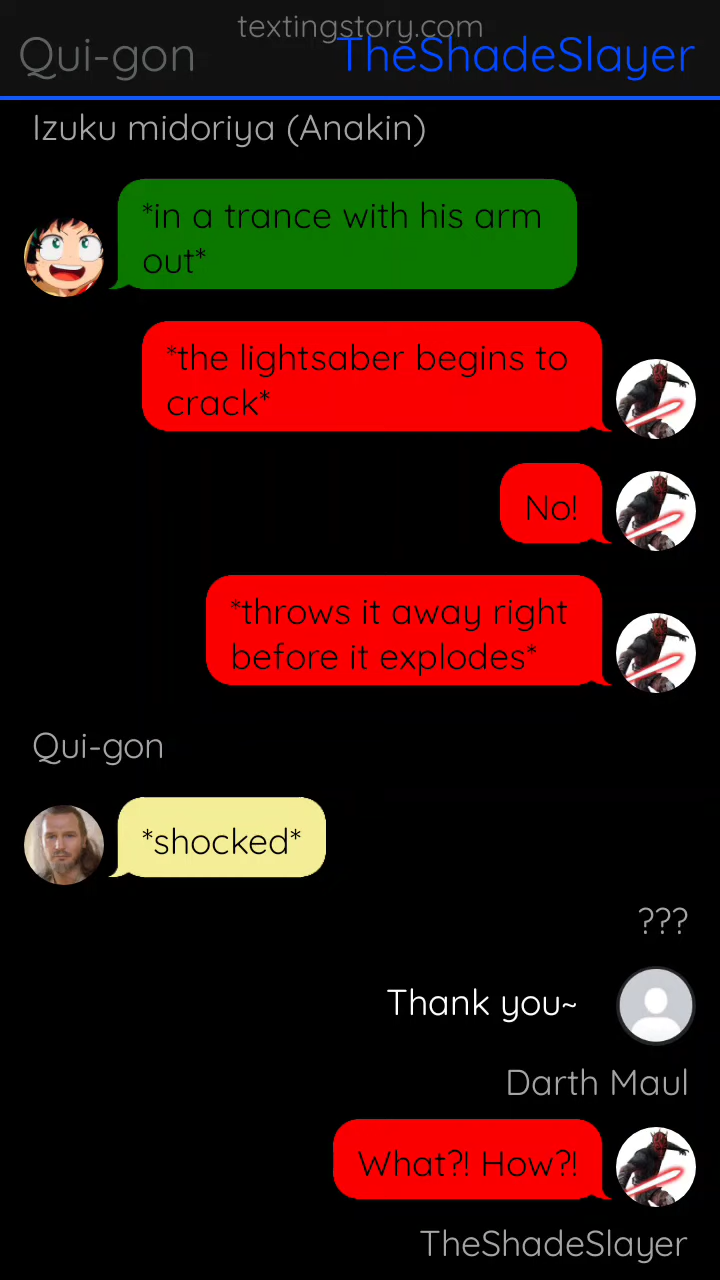 textingstory.com
Qui-gon
TheShadeSlayer
Izuku midoriya (Anakin)
*in a trance with his arm
out*
*the lightsaber begins to
crack*
No!
*throws it away right
before it explodes*
Qui-gon
*shocked*
???
Thank you~
Darth Maul
What?! How?!
TheShadeSlayer